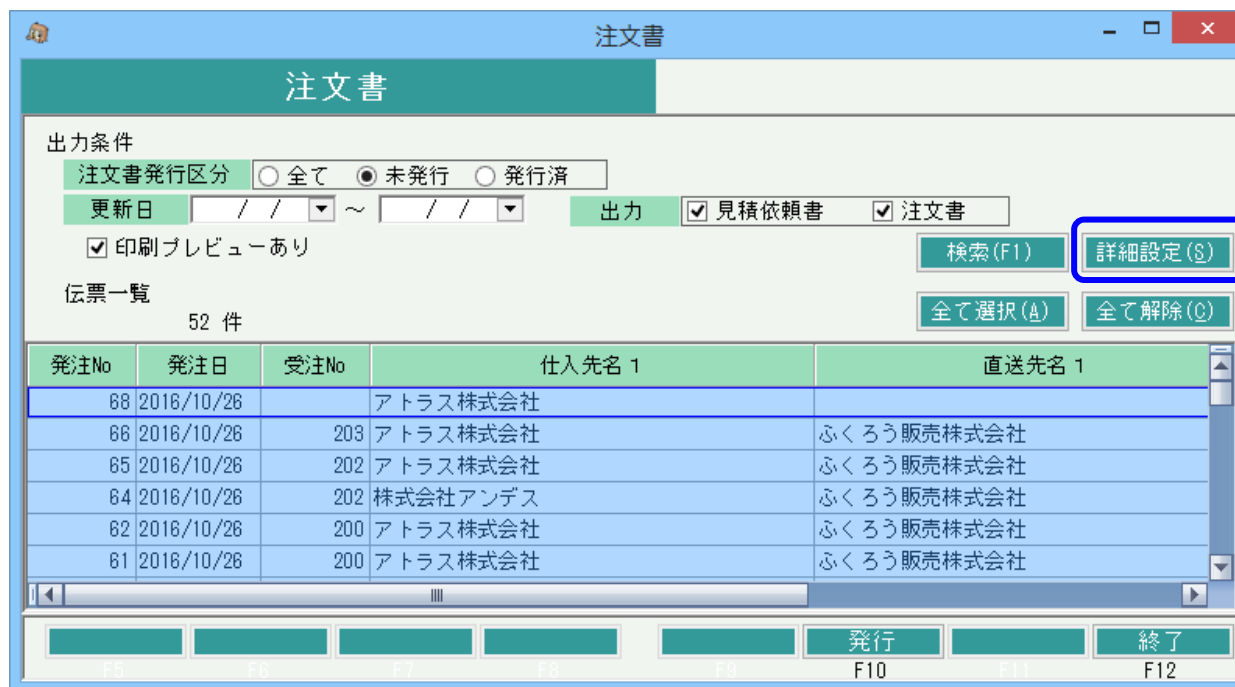 注文書
注文書
出力条件
注文書発行区分 全て 未発行 発行済
更新日 / / ～ / / 出力 見積依頼書 注文書
印刷プレビューあり 検索(F1) 詳細設定(S)
伝票一覧
52 件 全て選択(A) 全て解除(C)
発注No 発注日 受注No 仕入先名 1 直送先名 1
68 2016/10/26 アトラス株式会社
66 2016/10/26 203 アトラス株式会社 ふくろう販売株式会社
65 2016/10/26 202 アトラス株式会社 ふくろう販売株式会社
64 2016/10/26 202 株式会社アンデス ふくろう販売株式会社
62 2016/10/26 200 アトラス株式会社 ふくろう販売株式会社
61 2016/10/26 200 アトラス株式会社 ふくろう販売株式会社
発行 終了
F5 F6 F7 F8 F9 F10 F11 F12